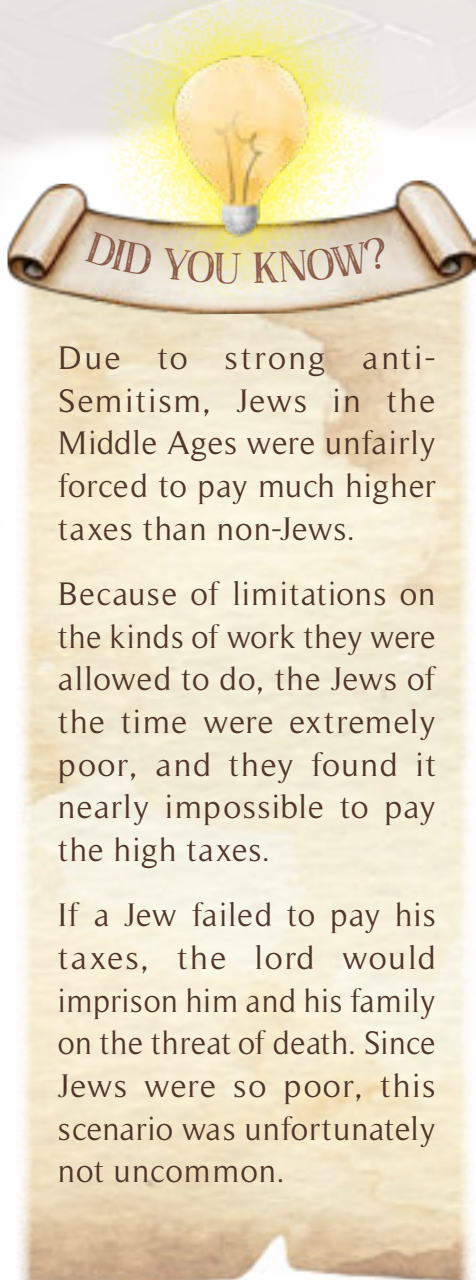 DID YOU KNOW?
Due to strong anti-
Semitism, Jews in the
Middle Ages were unfairly
forced to pay much higher
taxes than non-Jews.
Because of limitations on
the kinds of work they were
allowed to do, the Jews of
the time were extremely
poor, and they found it
nearly impossible to pay
the high taxes.
If a Jew failed to pay his
taxes, the lord would
imprison him and his family
on the threat of death. Since
Jews were so poor, this
scenario was unfortunately
not uncommon.